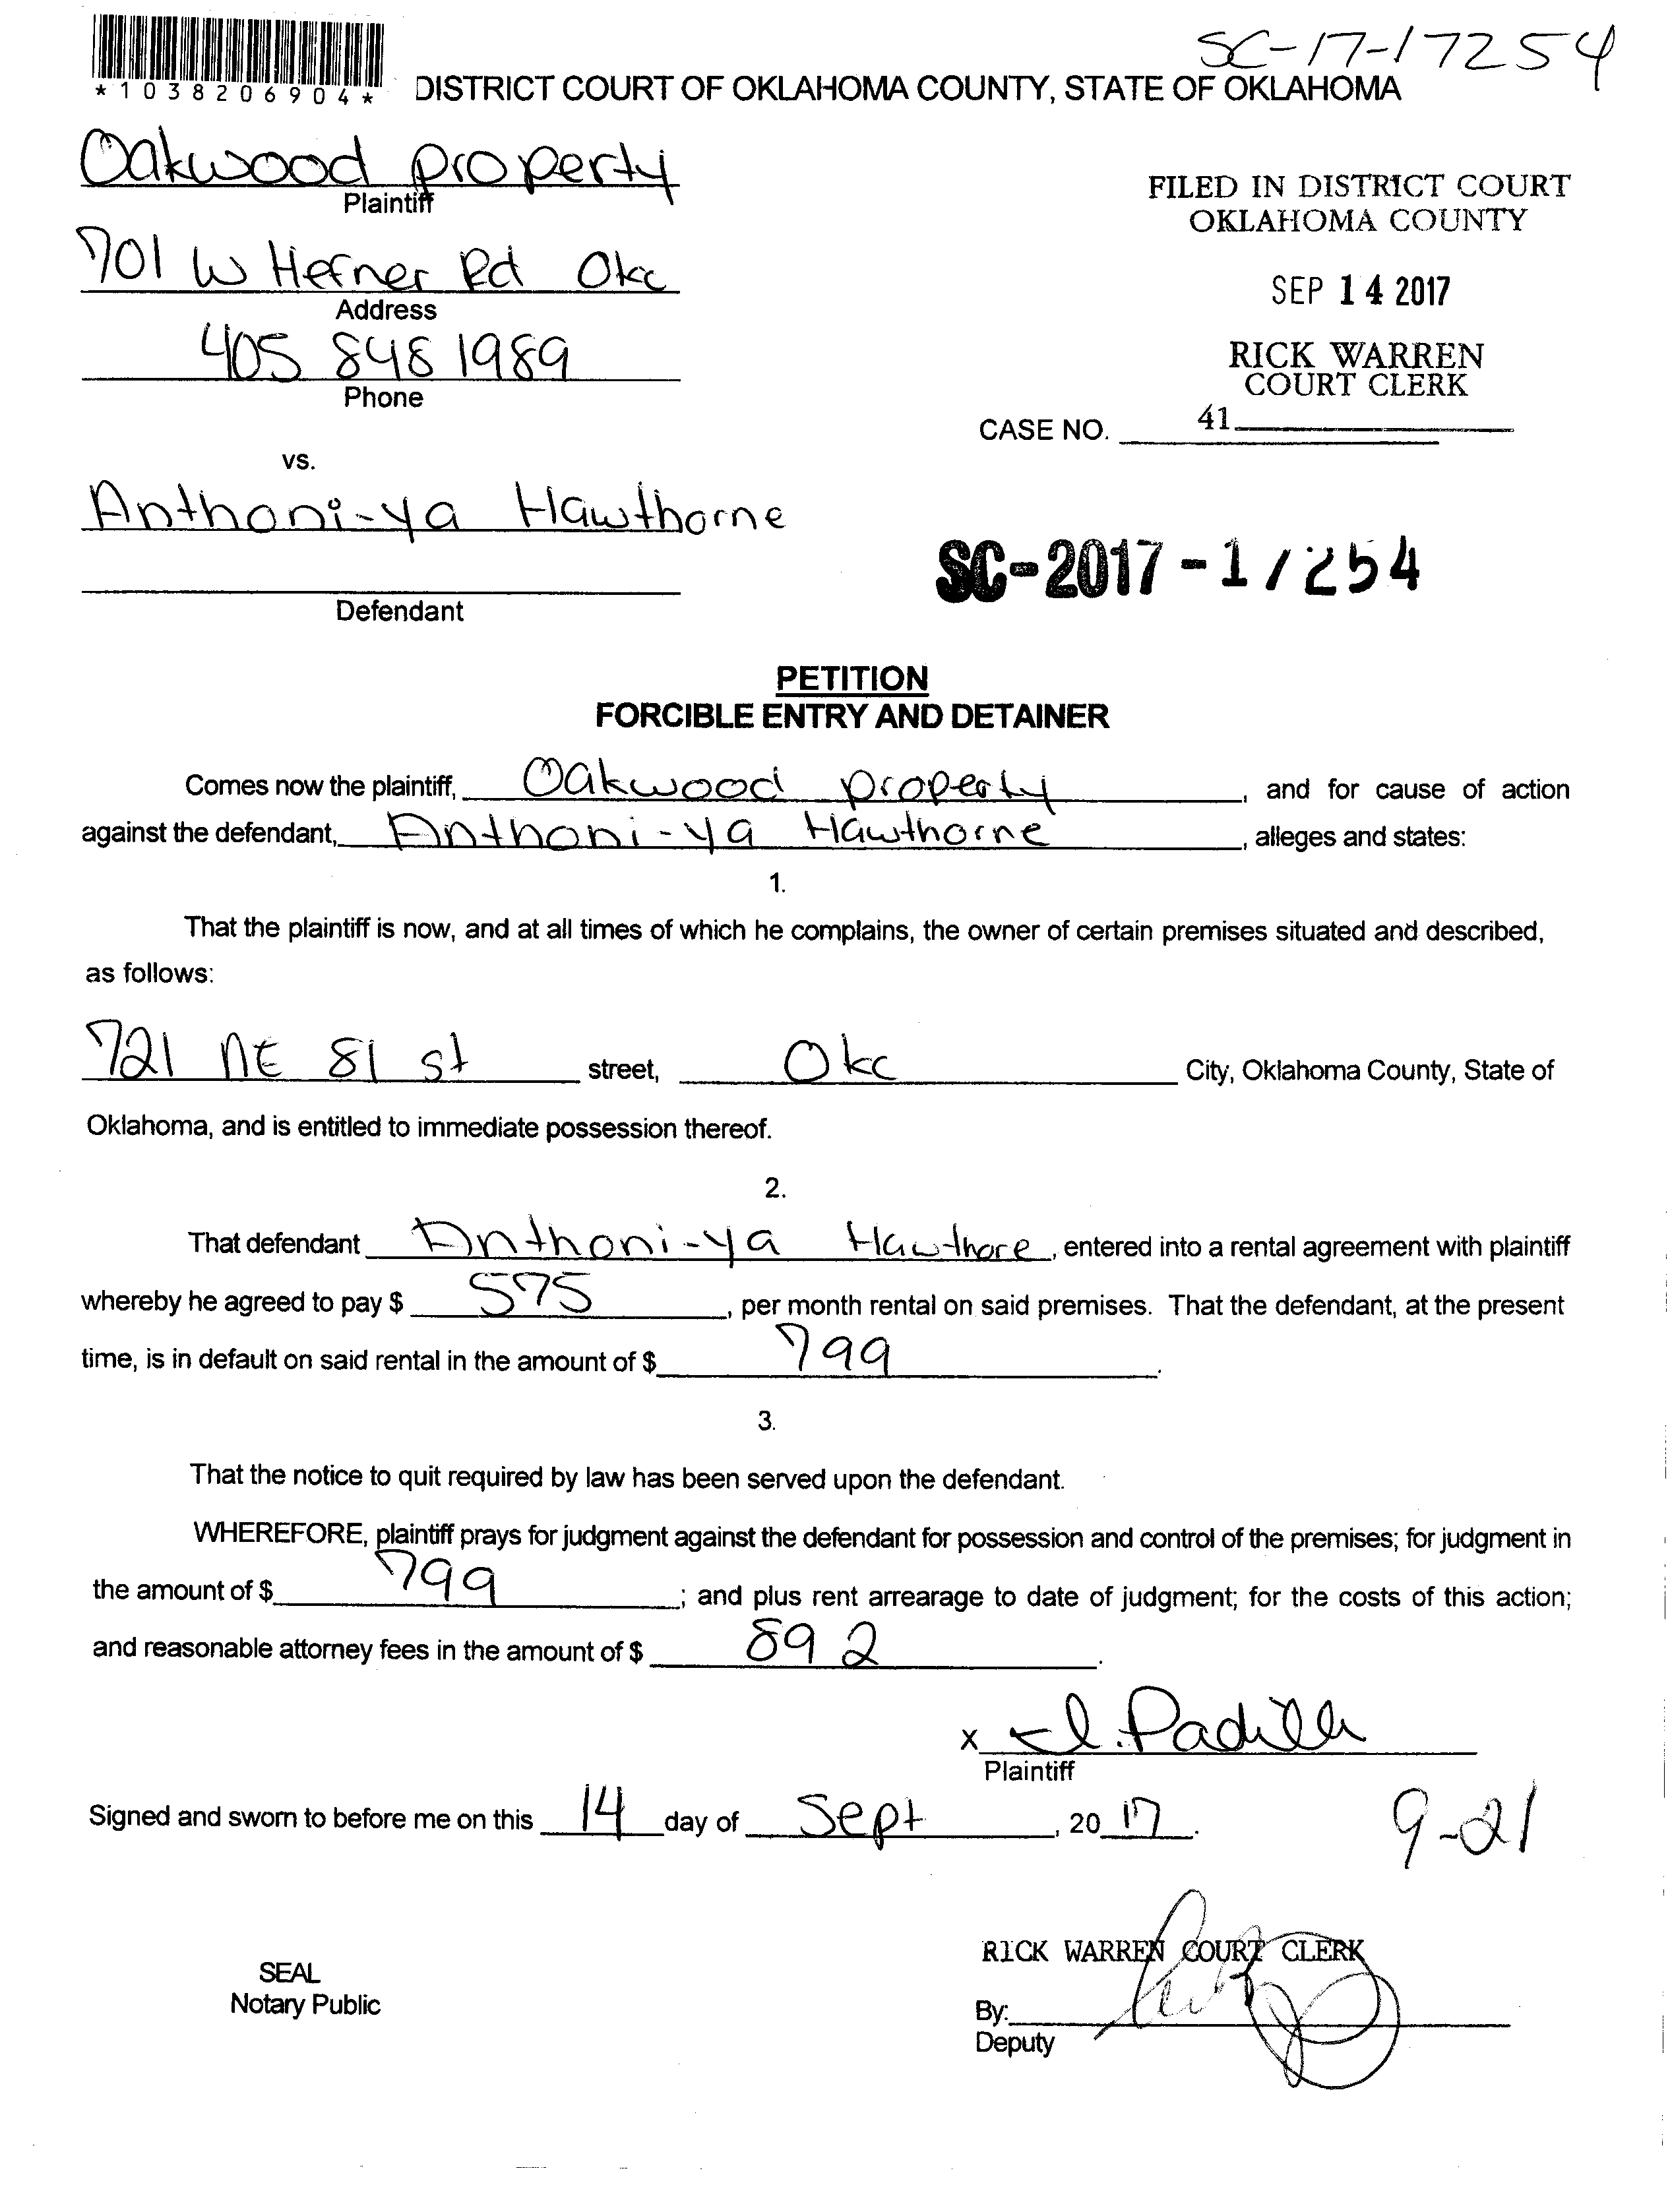 SC-17-17254
*1038206904*
DISTRICT COURT OF OKLAHOMA COUNTY, STATE OF OKLAHOMA
Oakwood property
Plaintiff
FILED IN DISTRICT COURT
OKLAHOMA COUNTY
701 W Hefner Rd Okc
Address
SEP 14 2017
405 848 1989
Phone
RICK WARREN
COURT CLERK
CASE NO. 41
vs.
Anthoni-ya Hawthorne
SC-2017-17254
Defendant
PETITION
FORCIBLE ENTRY AND DETAINER
Comes now the plaintiff, Oakwood property, and for cause of action
against the defendant, Anthoni-ya Hawthorne, alleges and states:
1.
That the plaintiff is now, and at all times of which he complains, the owner of certain premises situated and described,
as follows:
721 NE 81 st street, Okc City, Oklahoma County, State of
Oklahoma, and is entitled to immediate possession thereof.
2.
That defendant Anthoni-ya Hawthore, entered into a rental agreement with plaintiff
whereby he agreed to pay $ 575, per month rental on said premises. That the defendant, at the present
time, is in default on said rental in the amount of $ 799.
3.
That the notice to quit required by law has been served upon the defendant.
WHEREFORE, plaintiff prays for judgment against the defendant for possession and control of the premises; for judgment in
the amount of $ 799; and plus rent arrearage to date of judgment; for the costs of this action;
and reasonable attorney fees in the amount of $ 892.
X I. Padilla
Plaintiff
Signed and sworn to before me on this 14 day of Sept, 20 17.
9-21
RICK WARREN COURT CLERK
SEAL
Notary Public
By:
Deputy